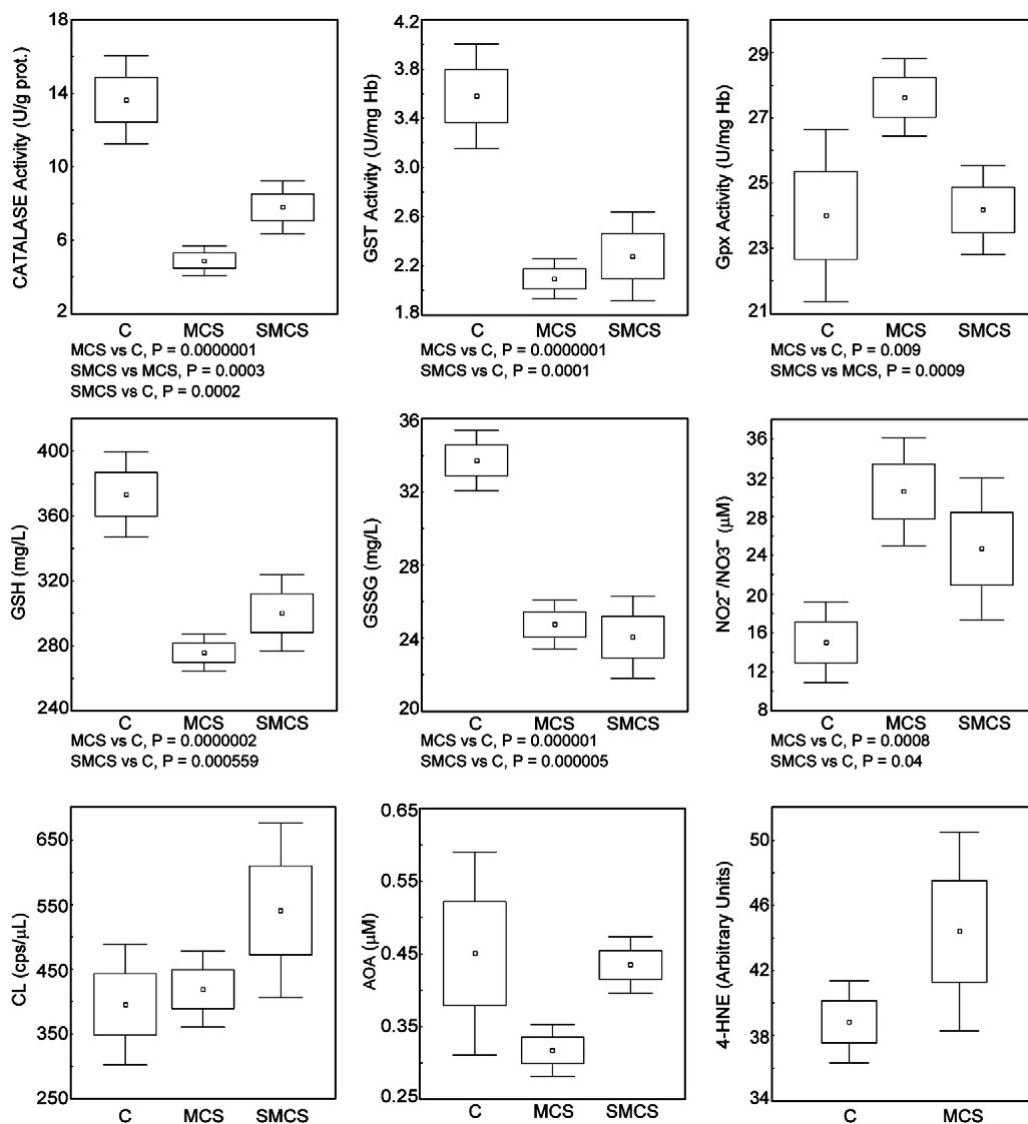 CATALASE Activity (U/g prot.)
18
14
10
6
2
C MCS SMCS
MCS vs C, P = 0.0000001
SMCS vs MCS, P = 0.0003
SMCS vs C, P = 0.0002
GST Activity (U/mg Hb)
4.2
3.8
3.4
3.0
2.6
2.2
1.8
C MCS SMCS
MCS vs C, P = 0.0000001
SMCS vs C, P = 0.0001
Gpx Activity (U/mg Hb)
29
27
25
23
21
C MCS SMCS
MCS vs C, P = 0.009
SMCS vs MCS, P = 0.0009
GSH (mg/L)
400
360
320
280
240
C MCS SMCS
MCS vs C, P = 0.0000002
SMCS vs C, P = 0.000559
GSSG (mg/L)
36
32
28
24
20
C MCS SMCS
MCS vs C, P = 0.000001
SMCS vs C, P = 0.000005
NO2⁻/NO3⁻ (μM)
36
32
28
24
20
16
12
8
C MCS SMCS
MCS vs C, P = 0.0008
SMCS vs C, P = 0.04
CL (cps/μL)
650
550
450
350
250
C MCS SMCS
AOA (μM)
0.65
0.55
0.45
0.35
0.25
C MCS SMCS
4-HNE (Arbitrary Units)
50
46
42
38
34
C MCS